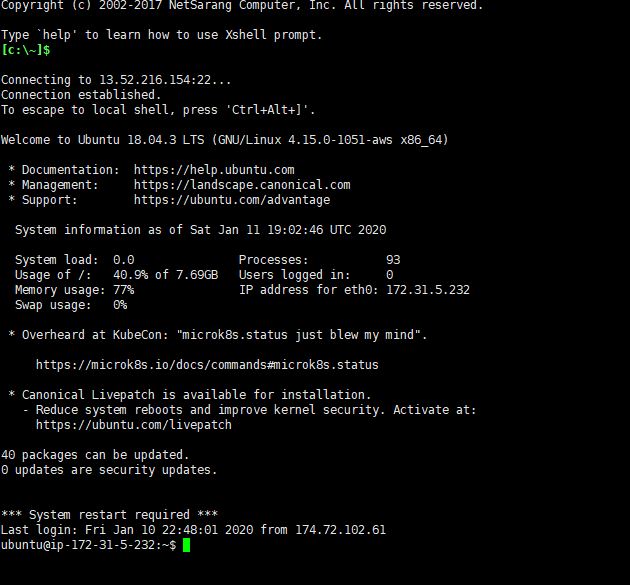 Copyright (c) 2002-2017 NetSarang Computer, Inc. All rights reserved.
Type `help' to learn how to use Xshell prompt.
[c:\~]$
Connecting to 13.52.216.154:22...
Connection established.
To escape to local shell, press 'Ctrl+Alt+]'.
Welcome to Ubuntu 18.04.3 LTS (GNU/Linux 4.15.0-1051-aws x86_64)
* Documentation:  https://help.ubuntu.com
* Management:     https://landscape.canonical.com
* Support:        https://ubuntu.com/advantage
System information as of Sat Jan 11 19:02:46 UTC 2020
System load:  0.0               Processes:           93
Usage of /:   40.9% of 7.69GB   Users logged in:     0
Memory usage: 77%               IP address for eth0: 172.31.5.232
Swap usage:   0%
* Overheard at KubeCon: "microk8s.status just blew my mind".
https://microk8s.io/docs/commands#microk8s.status
* Canonical Livepatch is available for installation.
- Reduce system reboots and improve kernel security. Activate at:
https://ubuntu.com/livepatch
40 packages can be updated.
0 updates are security updates.
*** System restart required ***
Last login: Fri Jan 10 22:48:01 2020 from 174.72.102.61
ubuntu@ip-172-31-5-232:~$